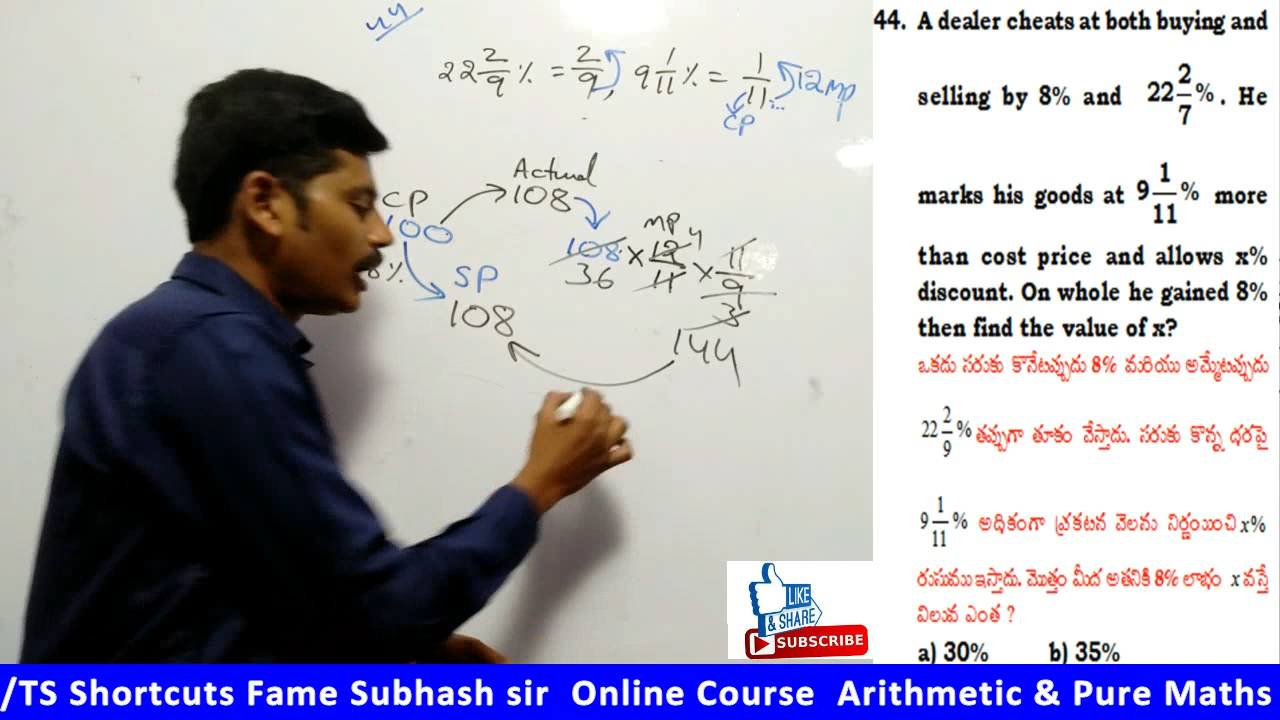 44
22 2/9 % = 2/9, 9 1/11 % = 1/11 12 MP
CP
Actual
CP 108
100 108 × 12/11 × 11/9
MP 4
36
8% SP
108 3
144
44. A dealer cheats at both buying and
selling by 8% and 22 2/7 %. He
marks his goods at 9 1/11 % more
than cost price and allows x%
discount. On whole he gained 8%
then find the value of x?
ఒకడు సరుకు కొనేటప్పుడు 8% మరియు అమ్మేటప్పుడు
22 2/9 % తప్పుగా తూకం వేస్తాడు. సరుకు కొన్న ధరపై
9 1/11 % అధికంగా ప్రకటన వెలను నిర్ణయించి x%
రుసుము ఇస్తాడు. మొత్తం మీద అతనికి 8% లాభం x వస్తే
విలువ ఎంత ?
a) 30% b) 35%
LIKE
& SHARE
SUBSCRIBE
/TS Shortcuts Fame Subhash sir Online Course Arithmetic & Pure Maths